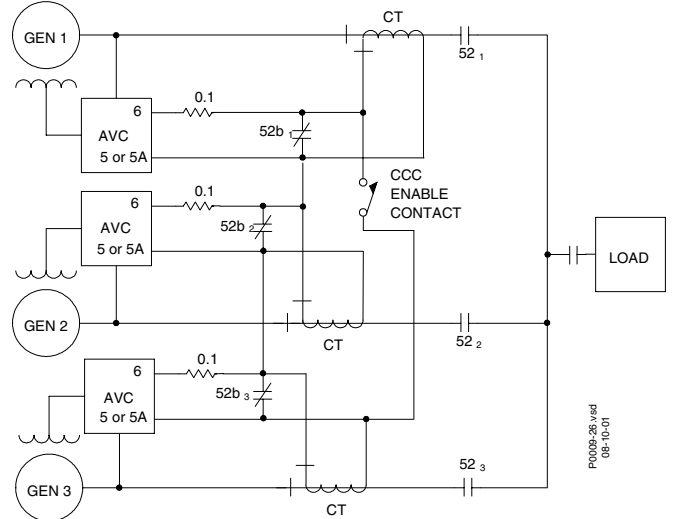 CT
GEN 1
52 1
6
0.1
AVC
5 or 5A
52b 1
CCC
ENABLE
CONTACT
6
0.1
AVC
5 or 5A
52b 2
LOAD
GEN 2
CT
52 2
6
0.1
AVC
5 or 5A
52b 3
P0009-26.vsd
08-10-01
GEN 3
52 3
CT